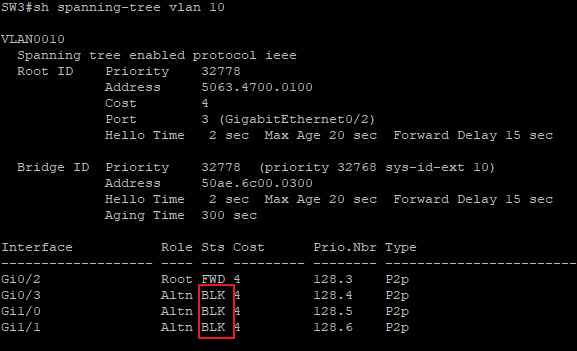 SW3#sh spanning-tree vlan 10
VLAN0010
Spanning tree enabled protocol ieee
Root ID Priority 32778
Address 5063.4700.0100
Cost 4
Port 3 (GigabitEthernet0/2)
Hello Time 2 sec Max Age 20 sec Forward Delay 15 sec
Bridge ID Priority 32778 (priority 32768 sys-id-ext 10)
Address 50ae.6c00.0300
Hello Time 2 sec Max Age 20 sec Forward Delay 15 sec
Aging Time 300 sec
Interface Role Sts Cost Prio.Nbr Type
------------------- ---- --- --------- -------- --------------------------------
Gi0/2 Root FWD 4 128.3 P2p
Gi0/3 Altn BLK 4 128.4 P2p
Gi1/0 Altn BLK 4 128.5 P2p
Gi1/1 Altn BLK 4 128.6 P2p